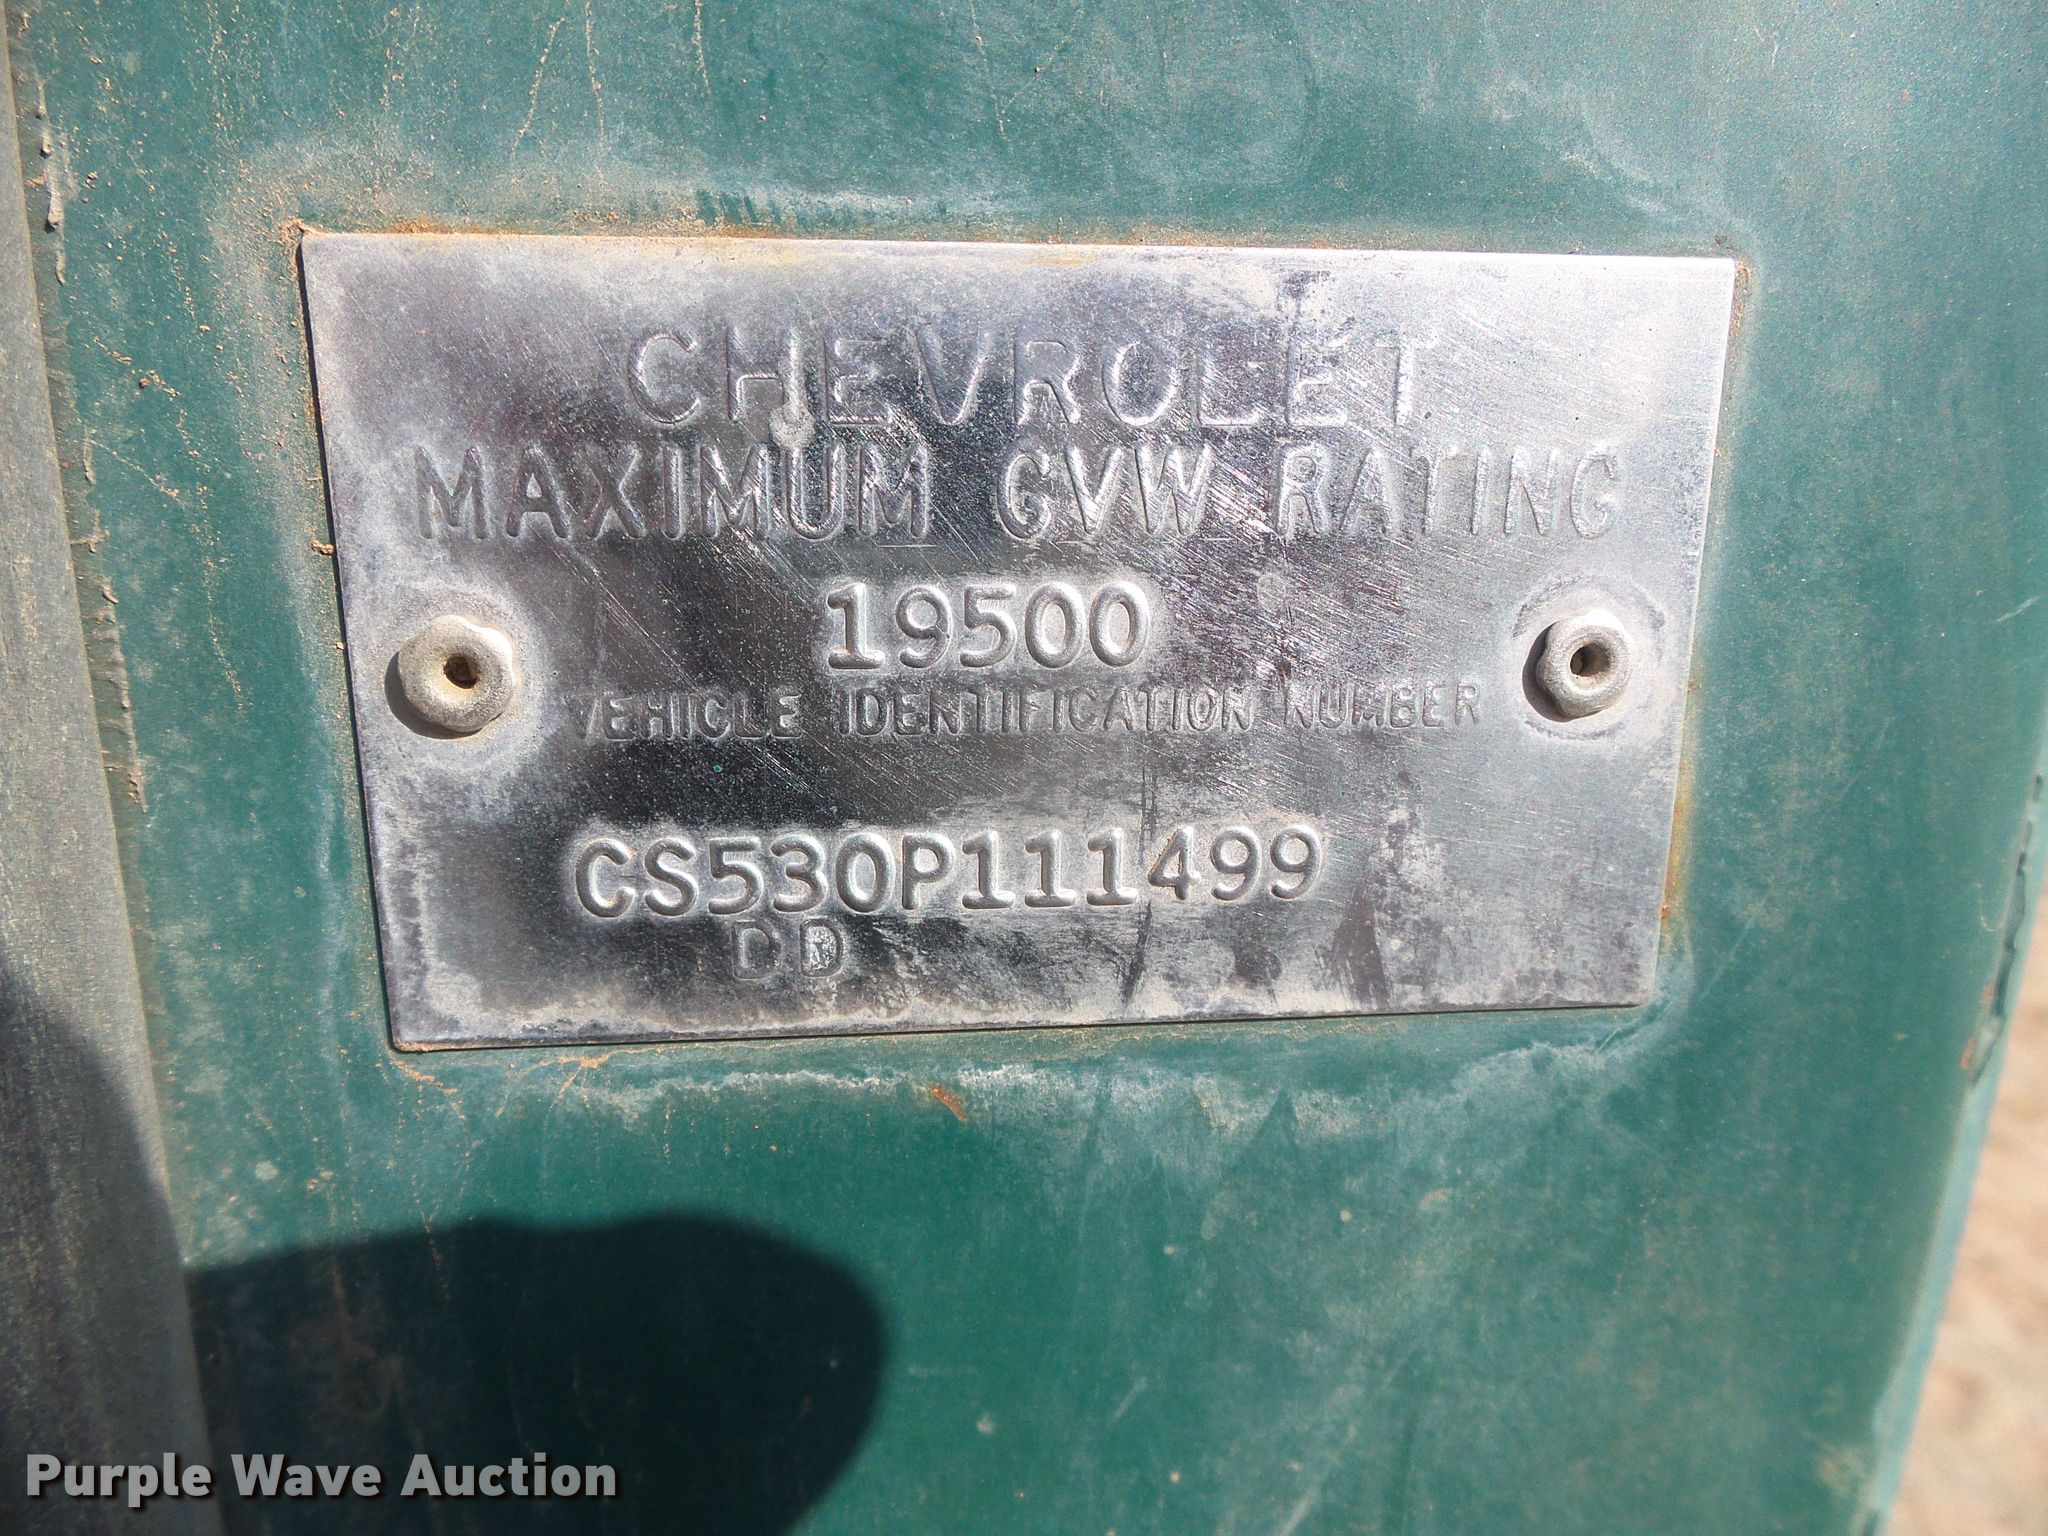 CHEVROLET
MAXIMUM GVW RATING
19500
VEHICLE IDENTIFICATION NUMBER
CS530P111499
DD
Purple Wave Auction